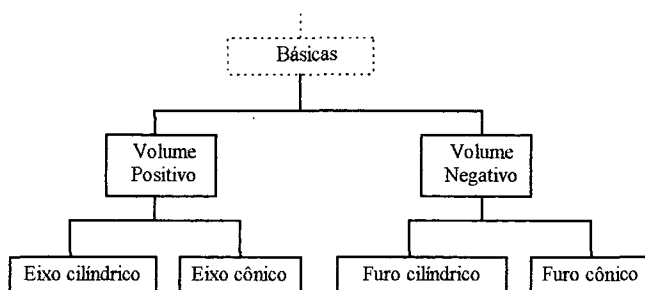 Básicas
Volume
Positivo
Volume
Negativo
Eixo cilíndrico
Eixo cônico
Furo cilíndrico
Furo cônico